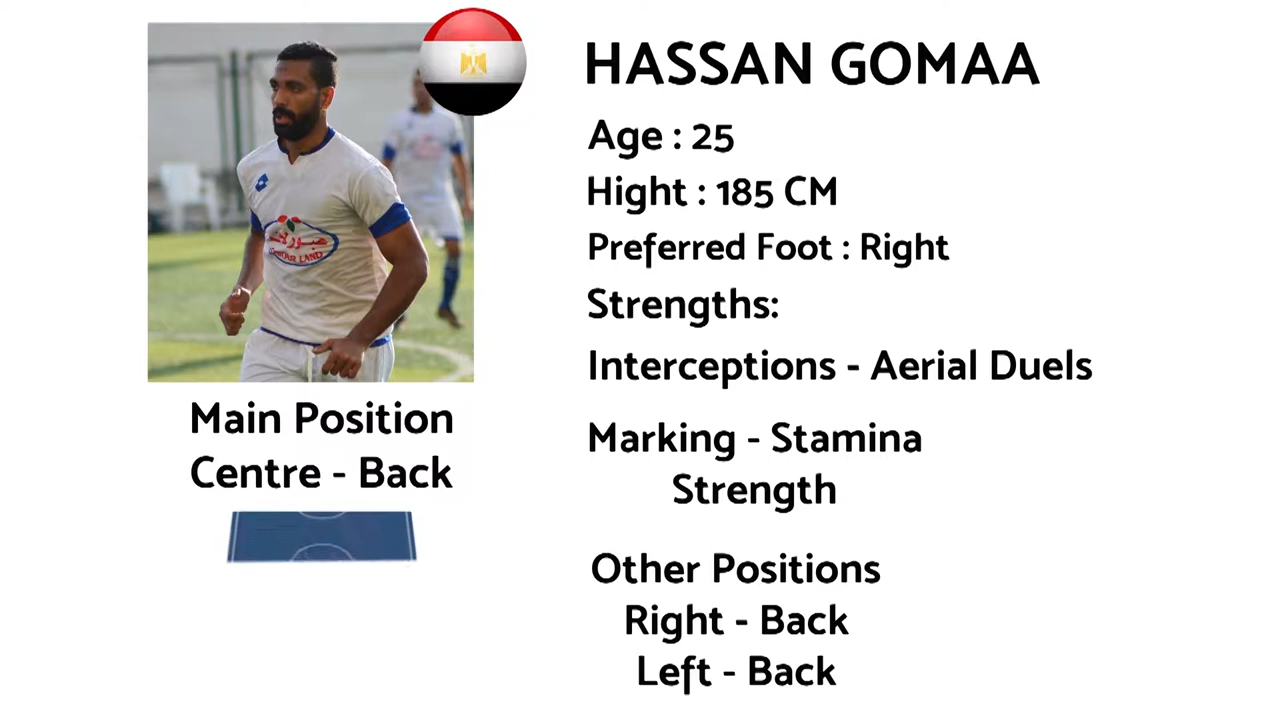 HASSAN GOMAA
Age : 25
Hight : 185 CM
Preferred Foot : Right
Strengths:
Interceptions - Aerial Duels
Marking - Stamina
Strength
Other Positions
Right - Back
Left - Back
Main Position
Centre - Back
LAND